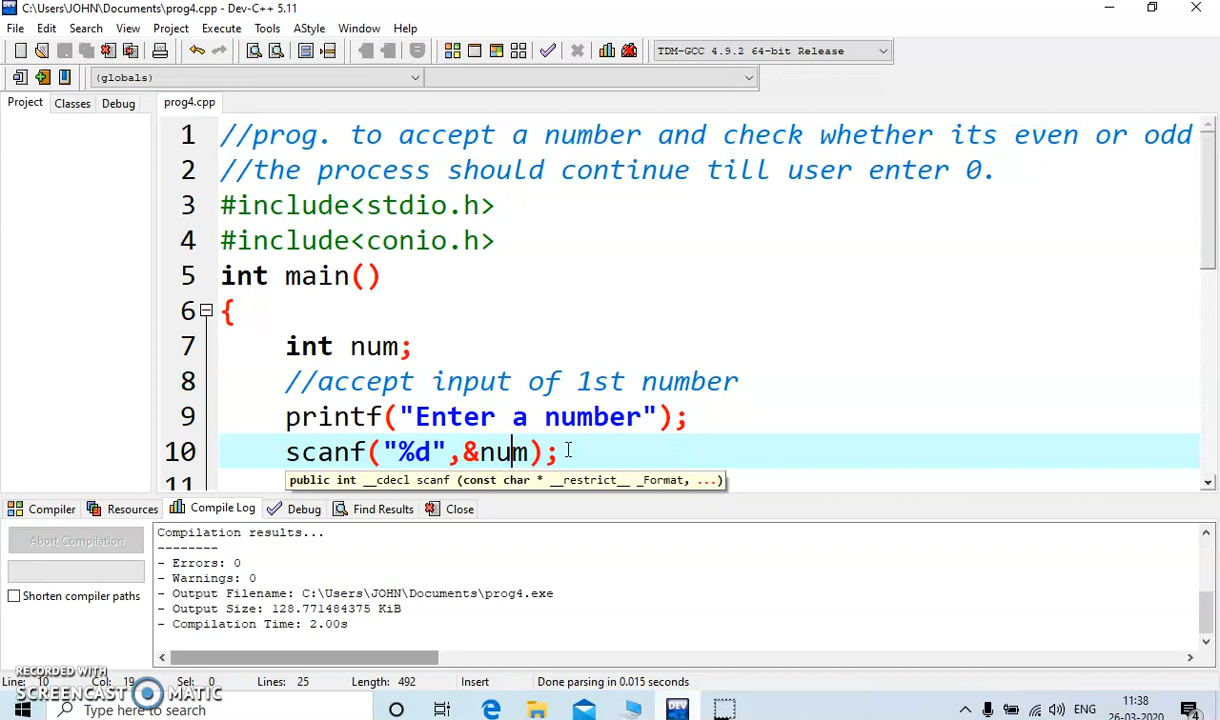 C:\Users\JOHN\Documents\prog4.cpp - Dev-C++ 5.11
File Edit Search View Project Execute Tools AStyle Window Help
TDM-GCC 4.9.2 64-bit Release
(globals)
Project Classes Debug prog4.cpp
1 //prog. to accept a number and check whether its even or odd
2 //the process should continue till user enter 0.
3 #include<stdio.h>
4 #include<conio.h>
5 int main()
6 {
7 int num;
8 //accept input of 1st number
9 printf("Enter a number");
10 scanf("%d",&num);
public int __cdecl scanf (const char * __restrict__ _Format, ...)
11
Compiler Resources Compile Log Debug Find Results Close
Abort Compilation
Shorten compiler paths
Compilation results...
--------
- Errors: 0
- Warnings: 0
- Output Filename: C:\Users\JOHN\Documents\prog4.exe
- Output Size: 128.771484375 KiB
- Compilation Time: 2.00s
RECORDED WITH
SCREENCAST MATIC
Line: 10 Col: 19 Sel: 0 Lines: 25 Length: 492 Insert Done parsing in 0.015 seconds
Type here to search
DEV
ENG
11:38
26-03-2020
4